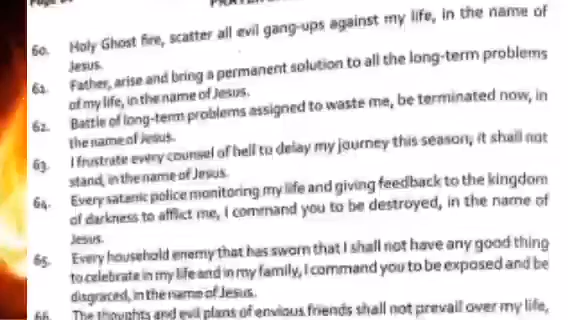 60. Holy Ghost fire, scatter all evil gang-ups against my life, in the name of
Jesus.
61. Father, arise and bring a permanent solution to all the long-term problems
of my life, in the name of Jesus.
62. Battle of long-term problems assigned to waste me, be terminated now, in
the name of Jesus.
63. I frustrate every counsel of hell to delay my journey this season; it shall not
stand, in the name of Jesus.
64. Every satanic police monitoring my life and giving feedback to the kingdom
of darkness to afflict me, I command you to be destroyed, in the name of
Jesus.
65. Every household enemy that has sworn that I shall not have any good thing
to celebrate in my life and in my family, I command you to be exposed and be
disgraced, in the name of Jesus.
66. The thoughts and evil plans of envious friends shall not prevail over my life,